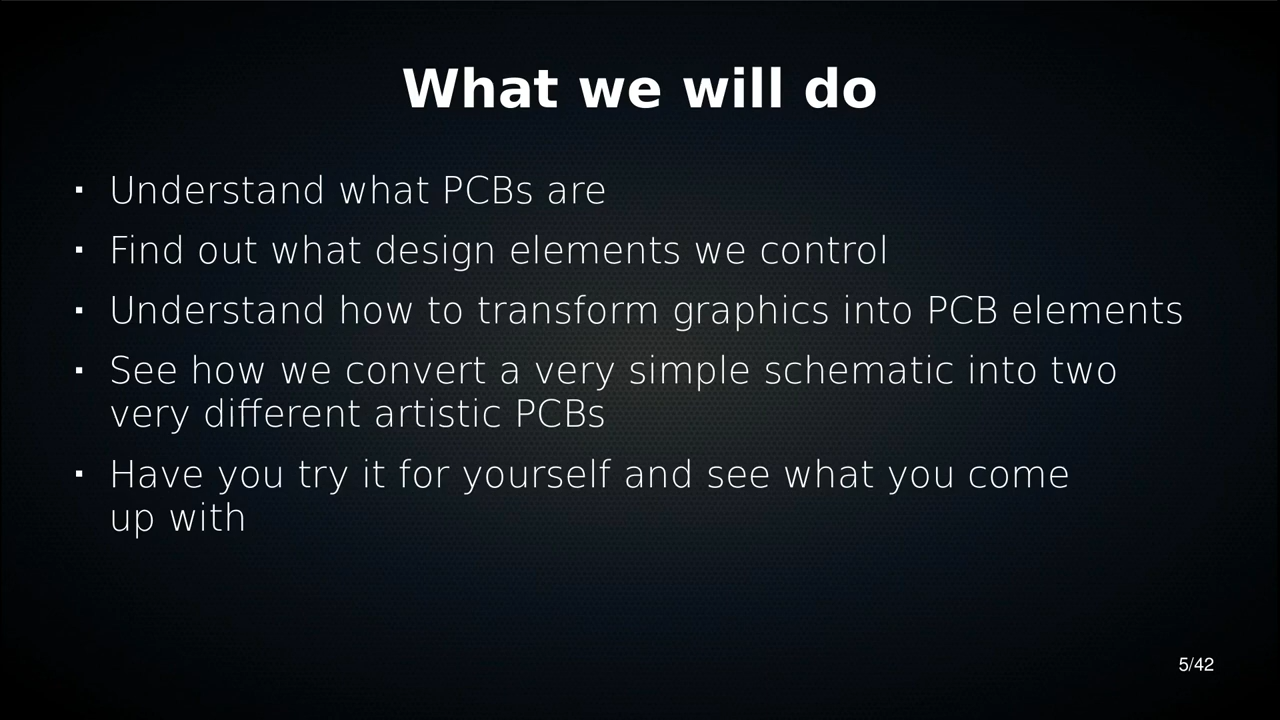 What we will do
▪ Understand what PCBs are
▪ Find out what design elements we control
▪ Understand how to transform graphics into PCB elements
▪ See how we convert a very simple schematic into two
very different artistic PCBs
▪ Have you try it for yourself and see what you come
up with
5/42